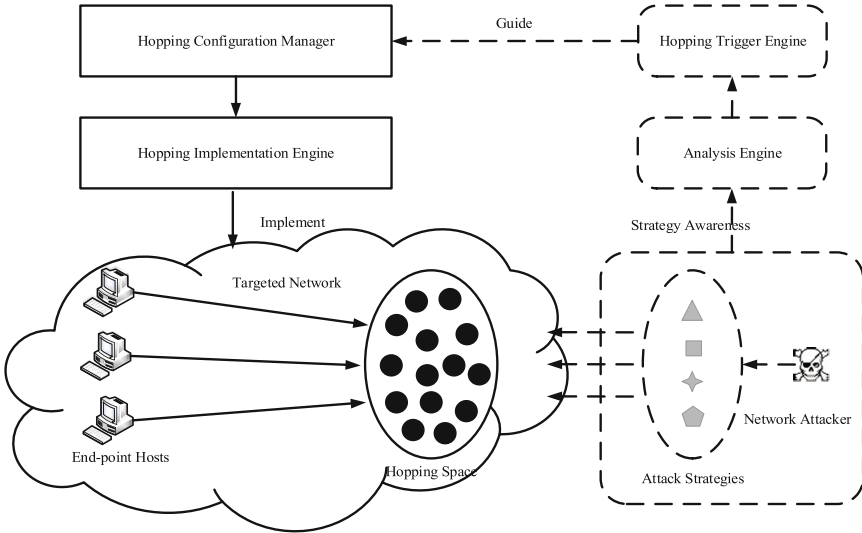 Guide
Hopping Configuration Manager
Hopping Trigger Engine
Hopping Implementation Engine
Analysis Engine
Implement
Strategy Awareness
Targeted Network
Network Attacker
End-point Hosts
Hopping Space
Attack Strategies